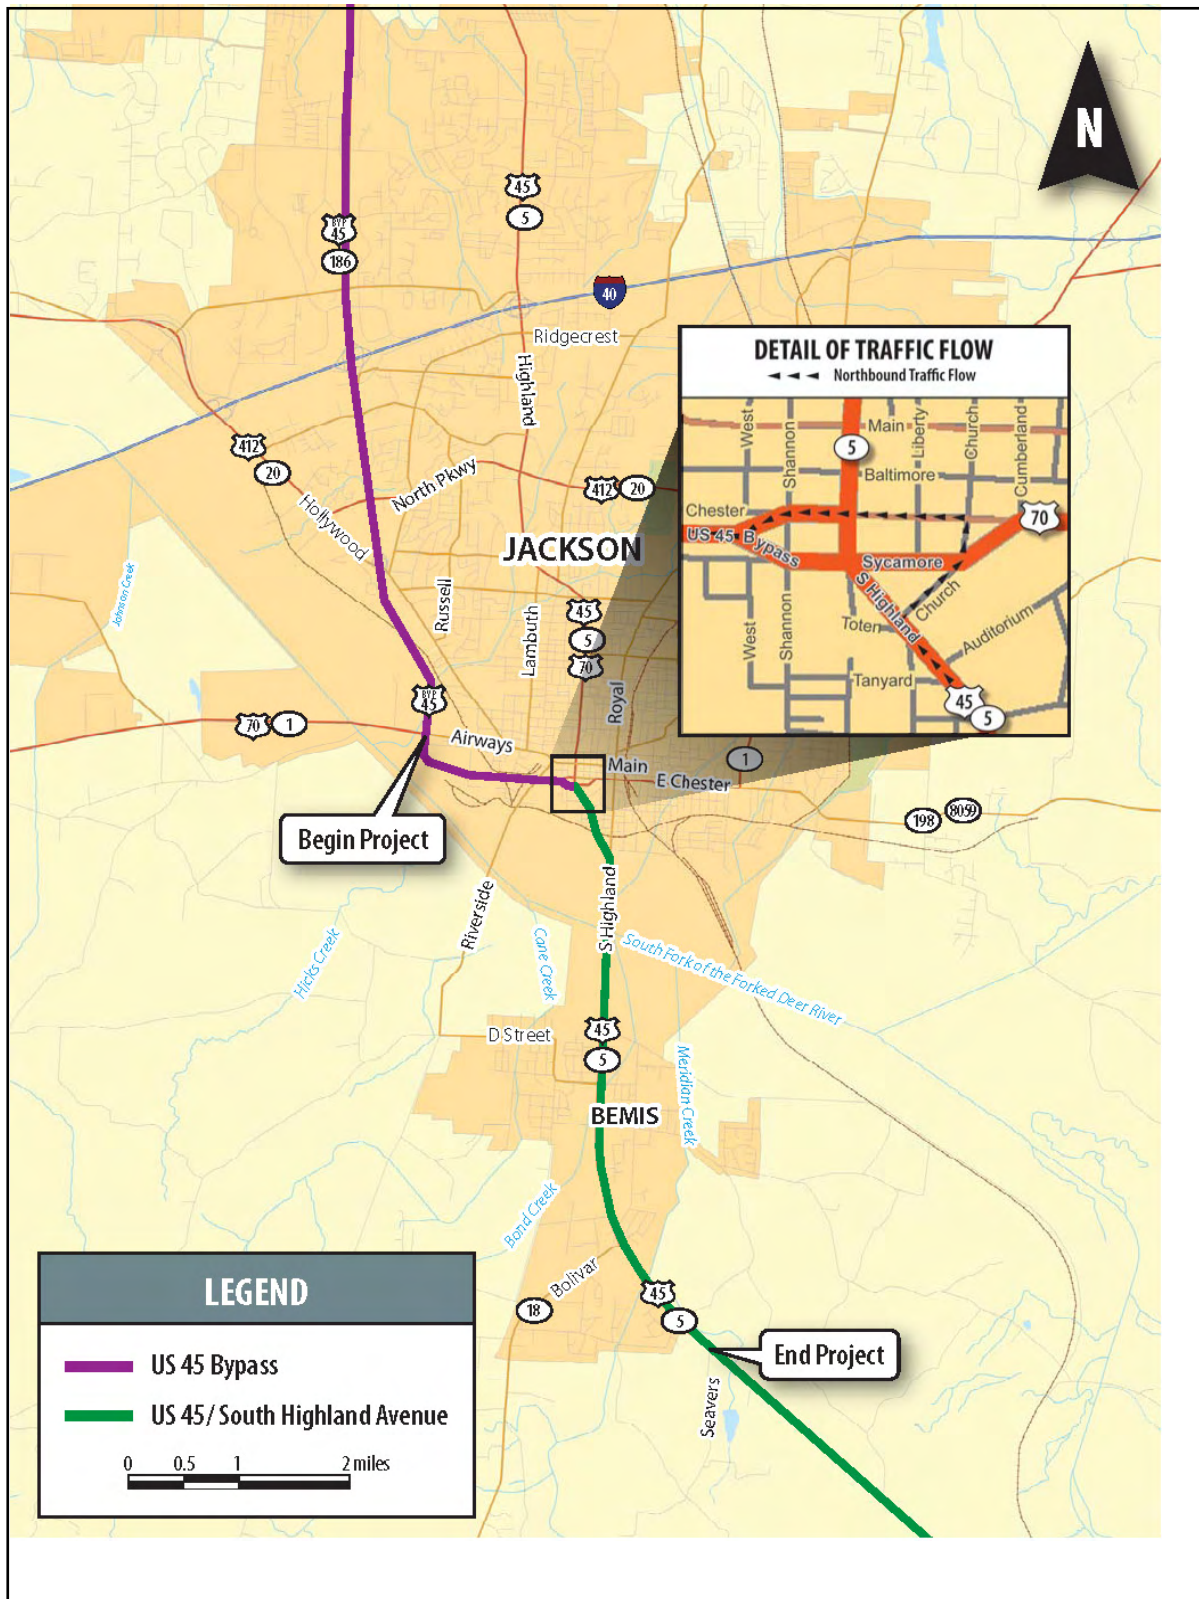 N
45
5
BYP
45
186
40
Ridgecrest
Highland
412
20
Hollywood
North Pkwy
412
20
JACKSON
DETAIL OF TRAFFIC FLOW
Northbound Traffic Flow
West
Shannon
Main
Liberty
Church
Cumberland
5
Baltimore
Chester
70
US 45 Bypass
Sycamore
S Highland
Church
Toten
Auditorium
West
Shannon
Tanyard
45
5
Johnson Creek
Russell
Lambuth
45
5
70
Royal
BYP
45
70
1
Airways
Main
E Chester
1
198
8059
Begin Project
Riverside
S Highland
Hicks Creek
Cane Creek
South Fork of the Forked Deer River
D Street
45
5
Meridian Creek
BEMIS
Bond Creek
Bolivar
18
45
5
End Project
Seavers
LEGEND
US 45 Bypass
US 45/ South Highland Avenue
0 0.5 1 2 miles